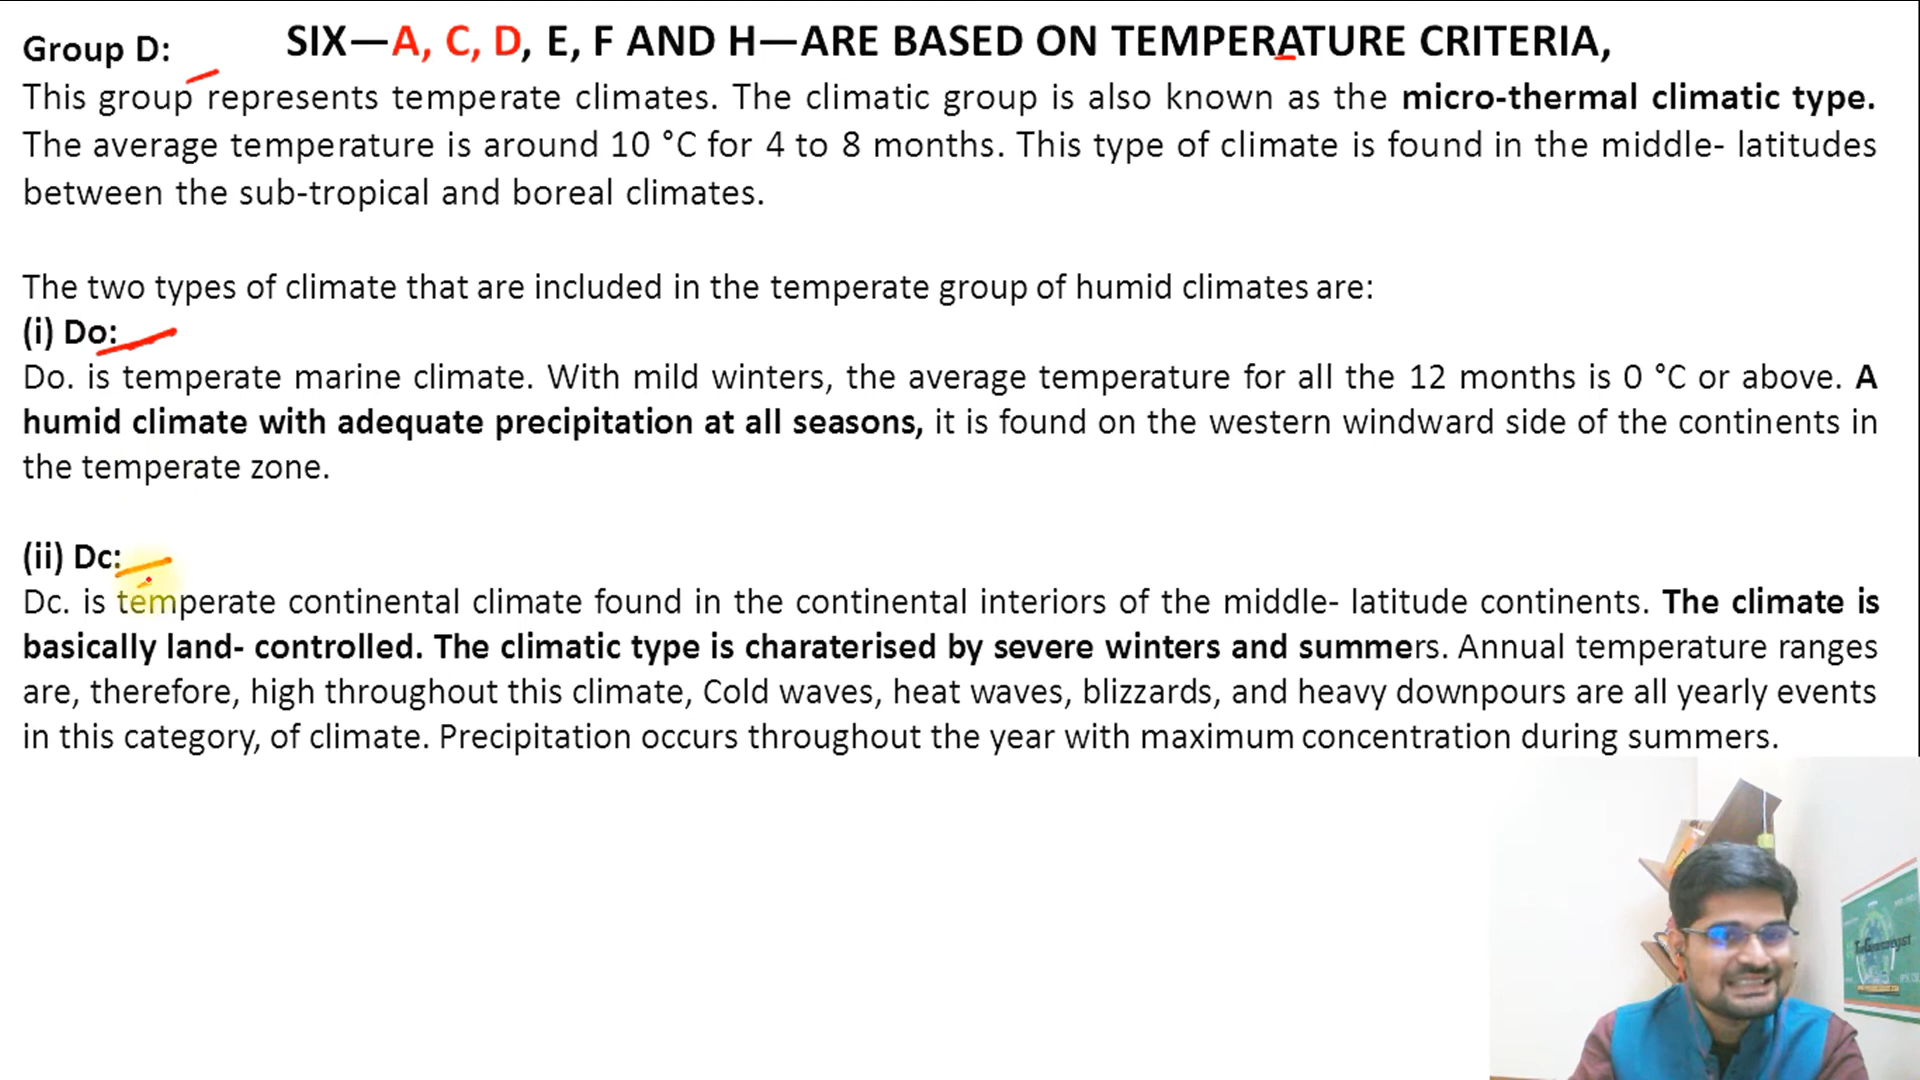 Group D:
SIX—A, C, D, E, F AND H—ARE BASED ON TEMPERATURE CRITERIA,
This group represents temperate climates. The climatic group is also known as the micro-thermal climatic type.
The average temperature is around 10 °C for 4 to 8 months. This type of climate is found in the middle- latitudes
between the sub-tropical and boreal climates.
The two types of climate that are included in the temperate group of humid climates are:
(i) Do:
Do. is temperate marine climate. With mild winters, the average temperature for all the 12 months is 0 °C or above. A
humid climate with adequate precipitation at all seasons, it is found on the western windward side of the continents in
the temperate zone.
(ii) Dc:
Dc. is temperate continental climate found in the continental interiors of the middle- latitude continents. The climate is
basically land- controlled. The climatic type is charaterised by severe winters and summers. Annual temperature ranges
are, therefore, high throughout this climate, Cold waves, heat waves, blizzards, and heavy downpours are all yearly events
in this category, of climate. Precipitation occurs throughout the year with maximum concentration during summers.